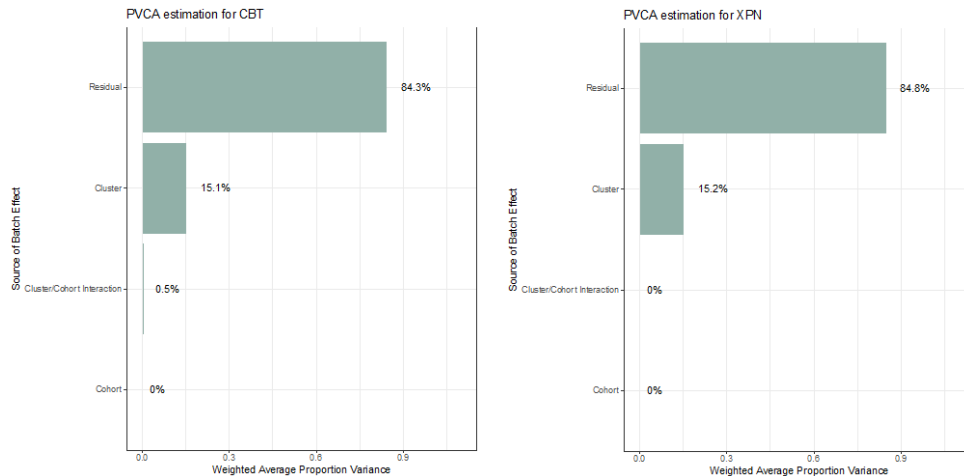 PVCA estimation for CBT
Source of Batch Effect
Residual
84.3%
Cluster
15.1%
Cluster/Cohort Interaction
0.5%
Cohort
0%
0.0 0.3 0.6 0.9
Weighted Average Proportion Variance
PVCA estimation for XPN
Source of Batch Effect
Residual
84.8%
Cluster
15.2%
Cluster/Cohort Interaction
0%
Cohort
0%
0.0 0.3 0.6 0.9
Weighted Average Proportion Variance